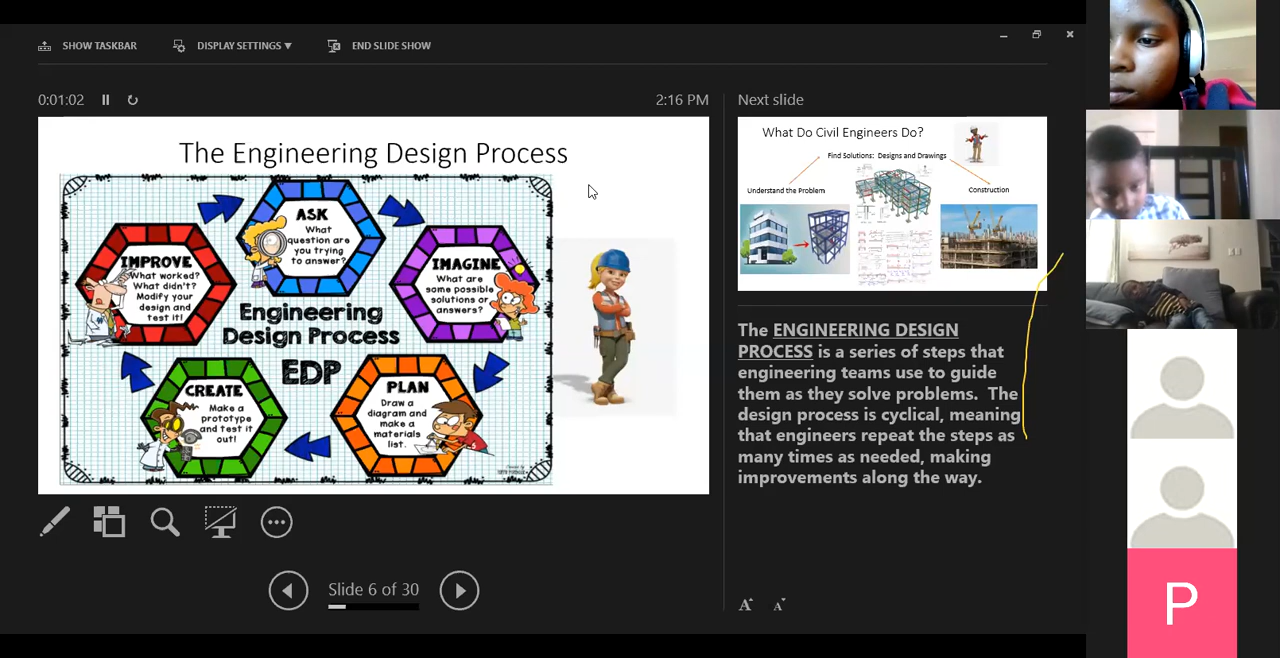 SHOW TASKBAR
DISPLAY SETTINGS ▼
END SLIDE SHOW
0:01:02
2:16 PM
The Engineering Design Process
ASK
What
question are
you trying
to answer?
IMAGINE
What are
some possible
solutions or
answers?
PLAN
Draw a
diagram and
make a
materials
list.
CREATE
Make a
prototype
and test it
out!
IMPROVE
What worked?
What didn't?
Modify your
design and
test it!
Engineering
Design Process
EDP
Slide 6 of 30
Next slide
What Do Civil Engineers Do?
Find Solutions: Designs and Drawings
Understand the Problem
Construction
The ENGINEERING DESIGN
PROCESS is a series of steps that
engineering teams use to guide
them as they solve problems. The
design process is cyclical, meaning
that engineers repeat the steps as
many times as needed, making
improvements along the way.
A
A
P